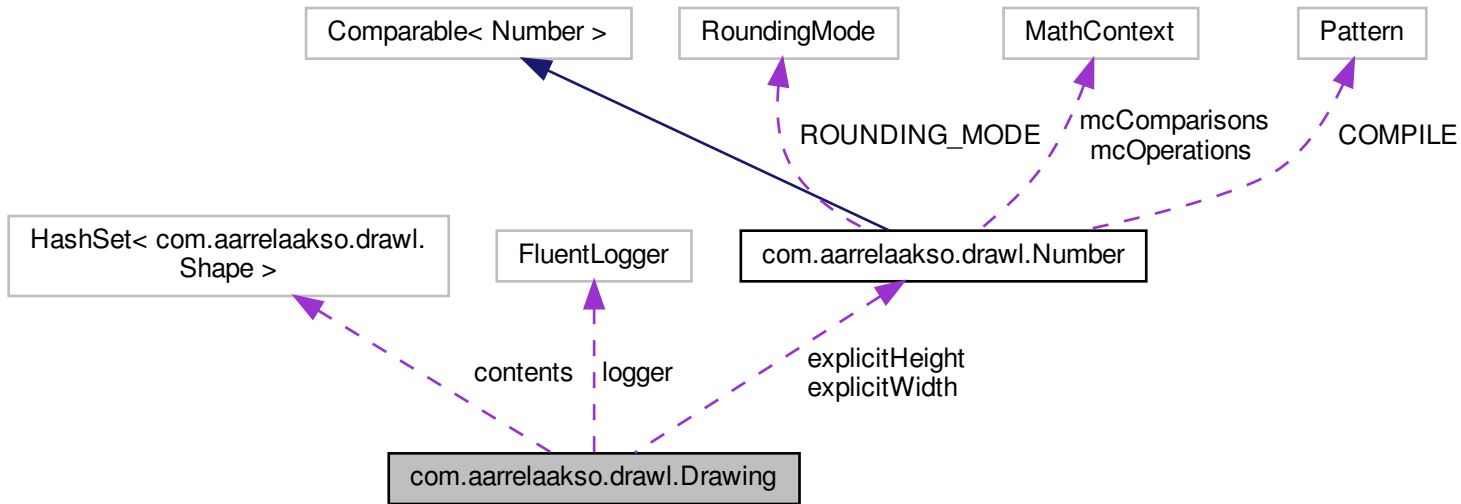 Comparable< Number >
RoundingMode
MathContext
Pattern
ROUNDING_MODE
mcComparisons
mcOperations
COMPILE
HashSet< com.aarrelaakso.drawl.
Shape >
FluentLogger
com.aarrelaakso.drawl.Number
contents
logger
explicitHeight
explicitWidth
com.aarrelaakso.drawl.Drawing